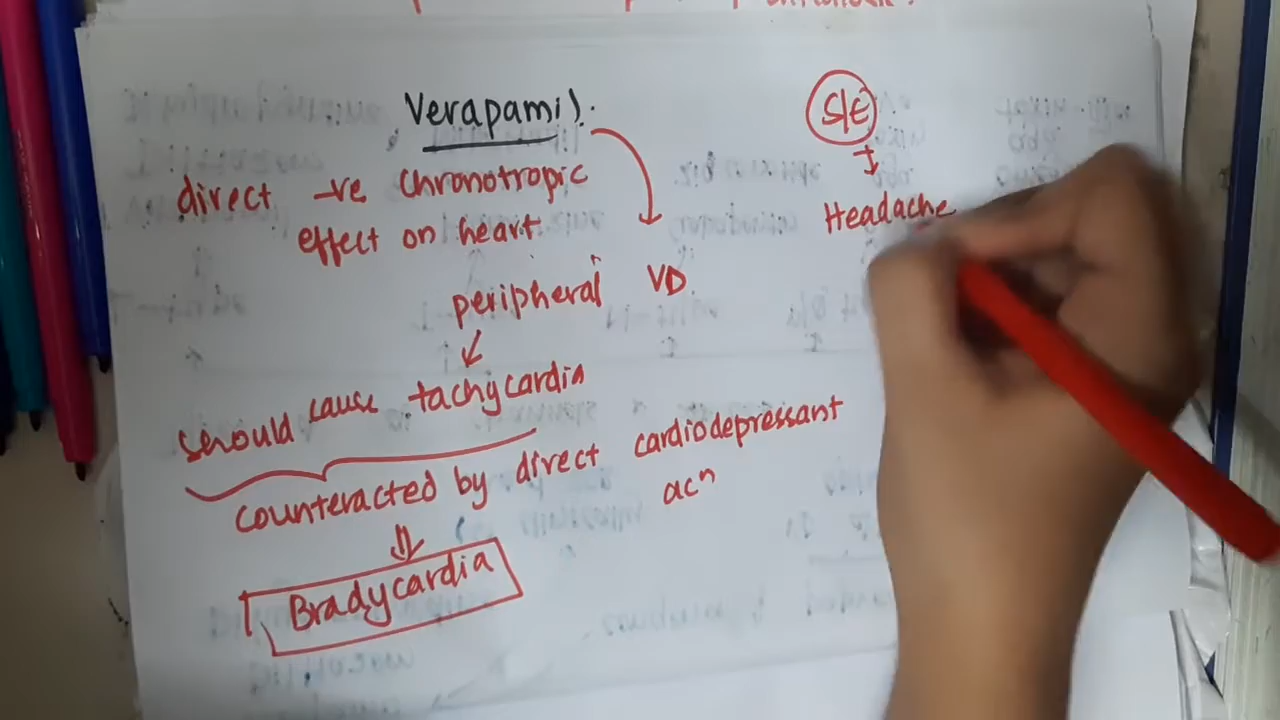 Verapamil.
direct -ve chronotropic
effect on heart
peripheral VD
should cause tachycardia
counteracted by direct cardiodepressant
acn
Bradycardia
S/E
Headache